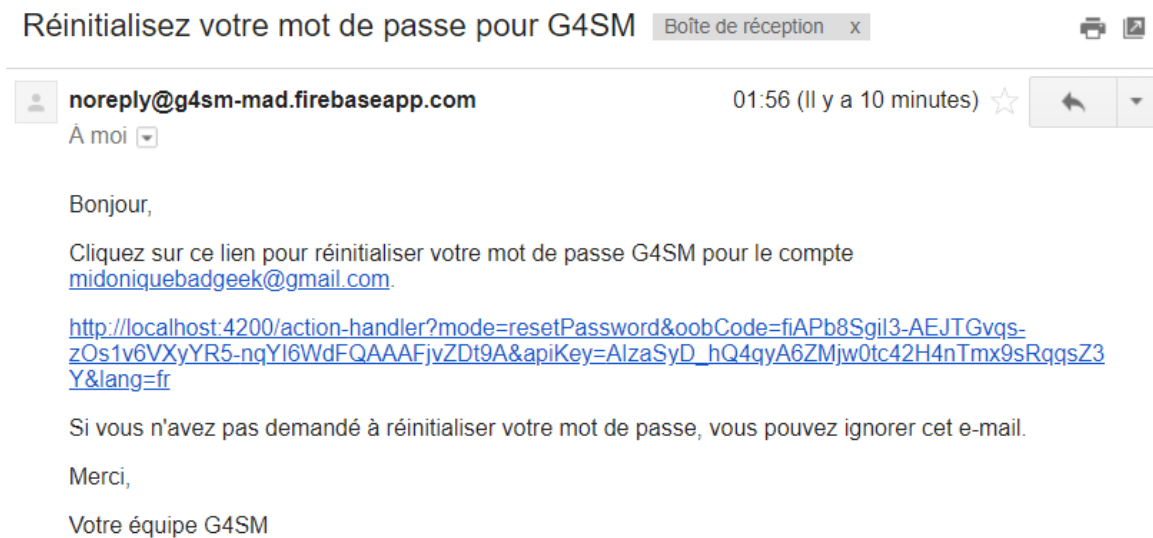 Réinitialisez votre mot de passe pour G4SM Boîte de réception x
noreply@g4sm-mad.firebaseapp.com 01:56 (Il y a 10 minutes)
À moi
Bonjour,
Cliquez sur ce lien pour réinitialiser votre mot de passe G4SM pour le compte
midoniquebadgeek@gmail.com.
http://localhost:4200/action-handler?mode=resetPassword&oobCode=fiAPb8SgiI3-AEJTGvqs-
zOs1v6VXyYR5-nqYI6WdFQAAAFjvZDt9A&apiKey=AIzaSyD_hQ4qyA6ZMjw0tc42H4nTmx9sRqqsZ3
Y&lang=fr
Si vous n'avez pas demandé à réinitialiser votre mot de passe, vous pouvez ignorer cet e-mail.
Merci,
Votre équipe G4SM